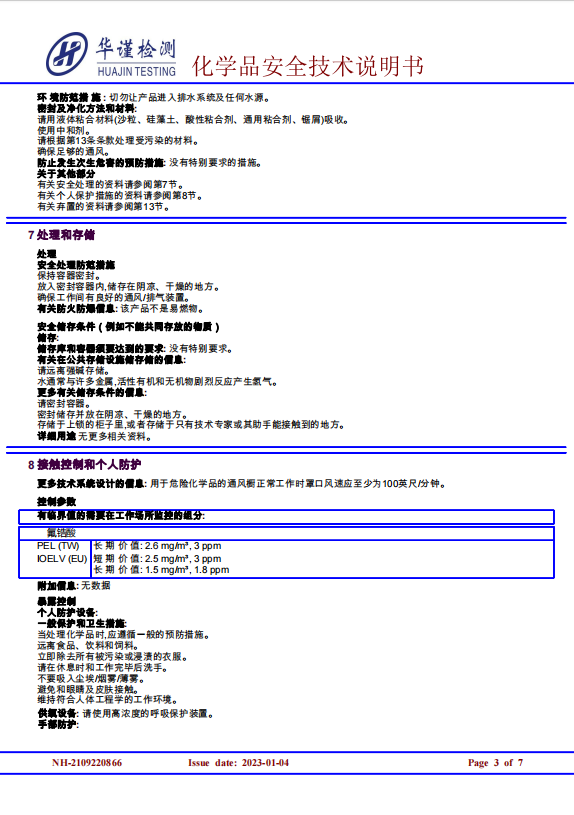 华谨检测
HUAJIN TESTING
化学品安全技术说明书
环 境防范措 施 : 切勿让产品进入排水系统及任何水源。
密封及净化方法和材料:
请用液体粘合材料(沙粒、硅藻土、酸性粘合剂、通用粘合剂、锯屑)吸收。
使用中和剂。
请根据第13条条款处理受污染的材料。
确保足够的通风。
防止发生次生危害的预防措施: 没有特别要求的措施。
关于其他部分
有关安全处理的资料请参阅第7节。
有关个人保护措施的资料请参阅第8节。
有关弃置的资料请参阅第13节。
7 处理和存储
处理
安全处理防范措施
保持容器密封。
放入密封容器内,储存在阴凉、干燥的地方。
确保工作间有良好的通风/排气装置。
有关防火防爆信息: 该产品不是易燃物。
安全储存条件（例如不能共同存放的物质）
储存:
储存库和容器须要达到的要求: 没有特别要求。
有关在公共存储设施储存储的信息:
请远离强碱存储。
水通常与许多金属,活性有机和无机物剧烈反应产生氢气。
更多有关储存条件的信息:
请密封容器。
密封储存并放在阴凉、干燥的地方。
存储于上锁的柜子里,或者存储于只有技术专家或其助手能接触到的地方。
详细用途 无更多相关资料。
8 接触控制和个人防护
更多技术系统设计的信息: 用于危险化学品的通风橱正常工作时罩口风速应至少为100英尺/分钟。
控制参数
有临界值的需要在工作场所监控的组分:
氟锆酸
PEL (TW) 长 期 价 值: 2.6 mg/m³, 3 ppm
IOELV (EU) 短 期 价 值: 2.5 mg/m³, 3 ppm
长 期 价 值: 1.5 mg/m³, 1.8 ppm
附加信息: 无数据
暴露控制
个人防护设备:
一般保护和卫生措施:
当处理化学品时,应遵循一般的预防措施。
远离食品、饮料和饲料。
立即除去所有被污染或浸渍的衣服。
请在休息时和工作完毕后洗手。
不要吸入尘埃/烟雾/薄雾。
避免和眼睛及皮肤接触。
维持符合人体工程学的工作环境。
供氧设备: 请使用高浓度的呼吸保护装置。
手部防护:
NH-2109220866 Issue date: 2023-01-04 Page 3 of 7